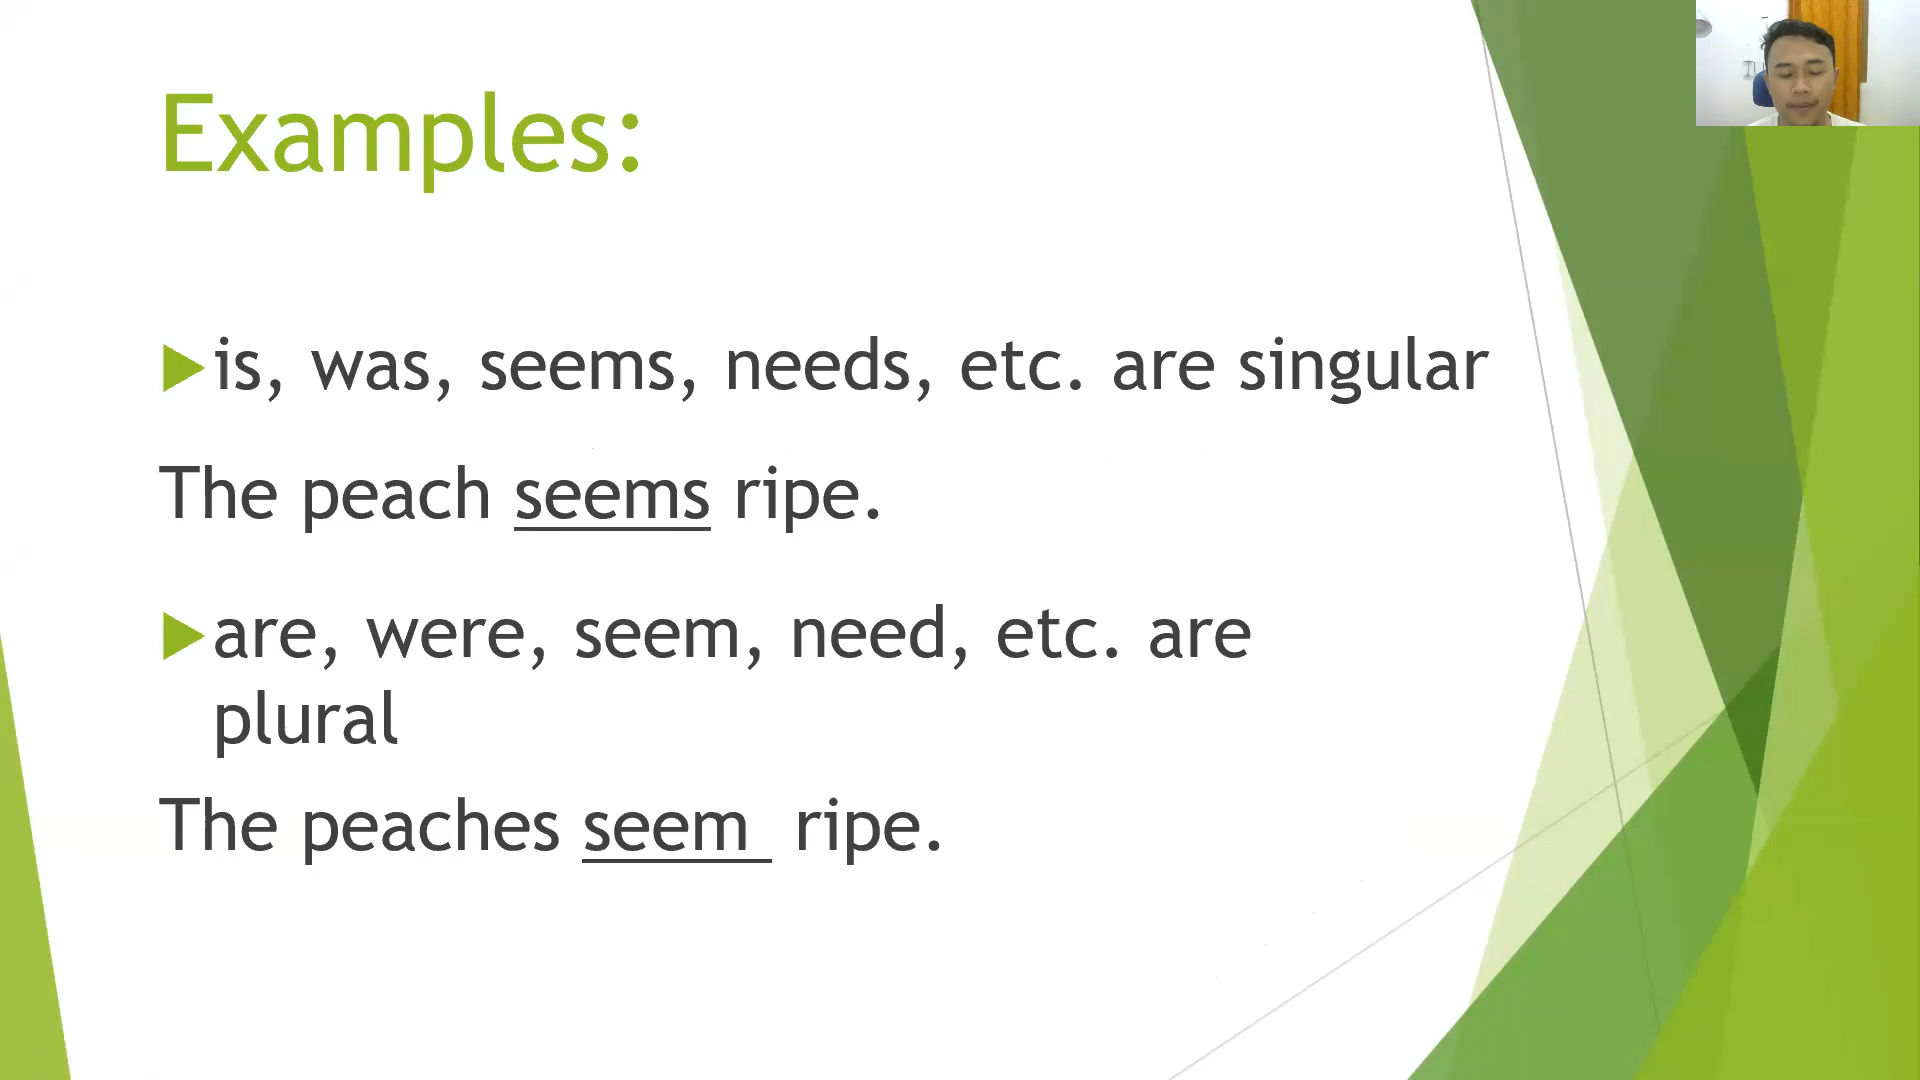 Examples:
is, was, seems, needs, etc. are singular
The peach seems ripe.
are, were, seem, need, etc. are
plural
The peaches seem ripe.